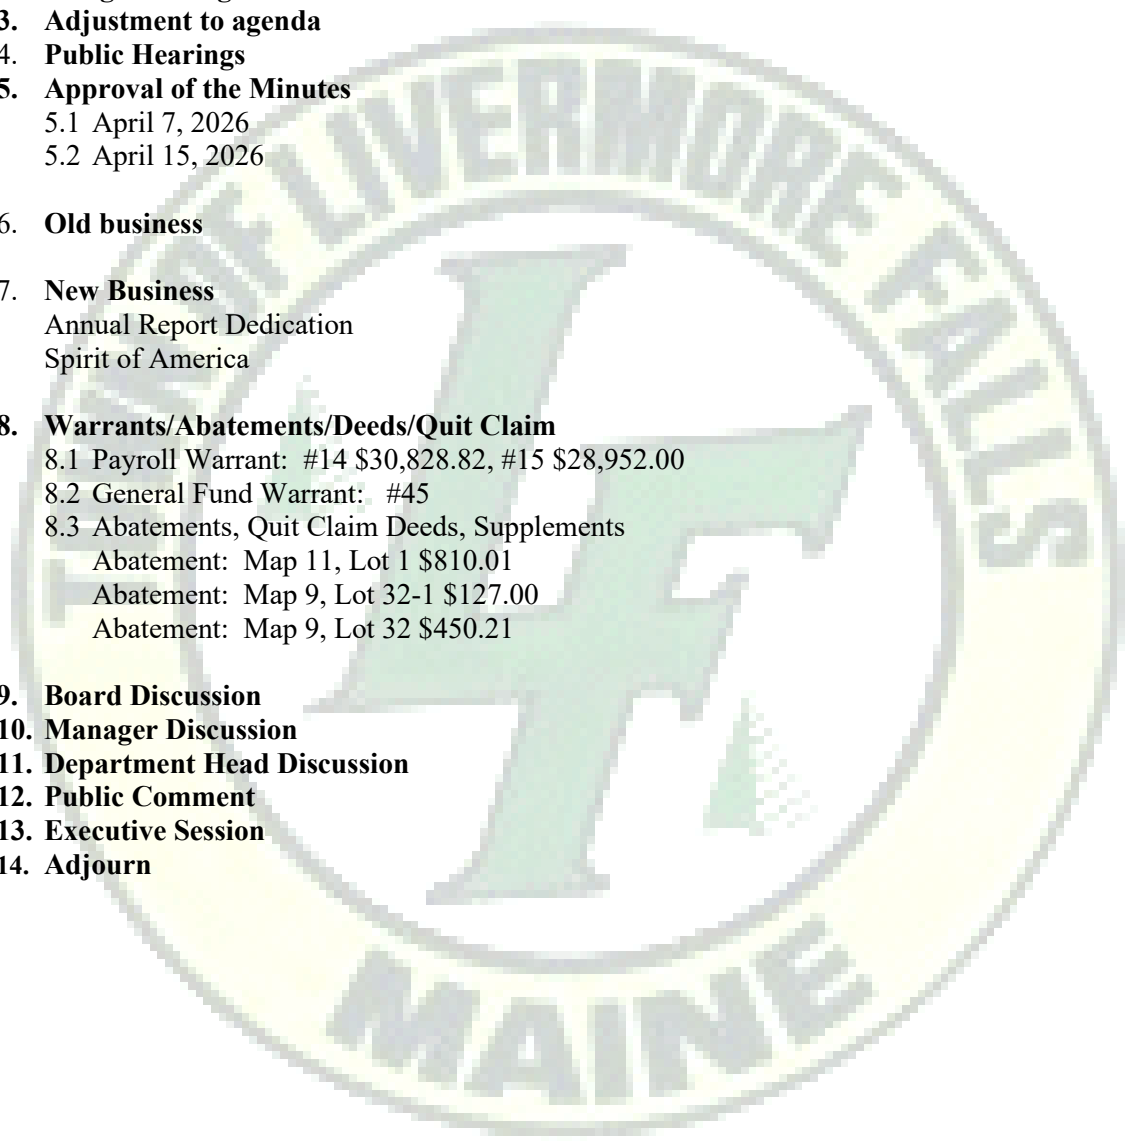 3. Adjustment to agenda
4. Public Hearings
5. Approval of the Minutes
5.1 April 7, 2026
5.2 April 15, 2026
6. Old business
7. New Business
Annual Report Dedication
Spirit of America
8. Warrants/Abatements/Deeds/Quit Claim
8.1 Payroll Warrant: #14 $30,828.82, #15 $28,952.00
8.2 General Fund Warrant: #45
8.3 Abatements, Quit Claim Deeds, Supplements
Abatement: Map 11, Lot 1 $810.01
Abatement: Map 9, Lot 32-1 $127.00
Abatement: Map 9, Lot 32 $450.21
9. Board Discussion
10. Manager Discussion
11. Department Head Discussion
12. Public Comment
13. Executive Session
14. Adjourn
TOWN OF LIVERMORE FALLS
LF
MAINE